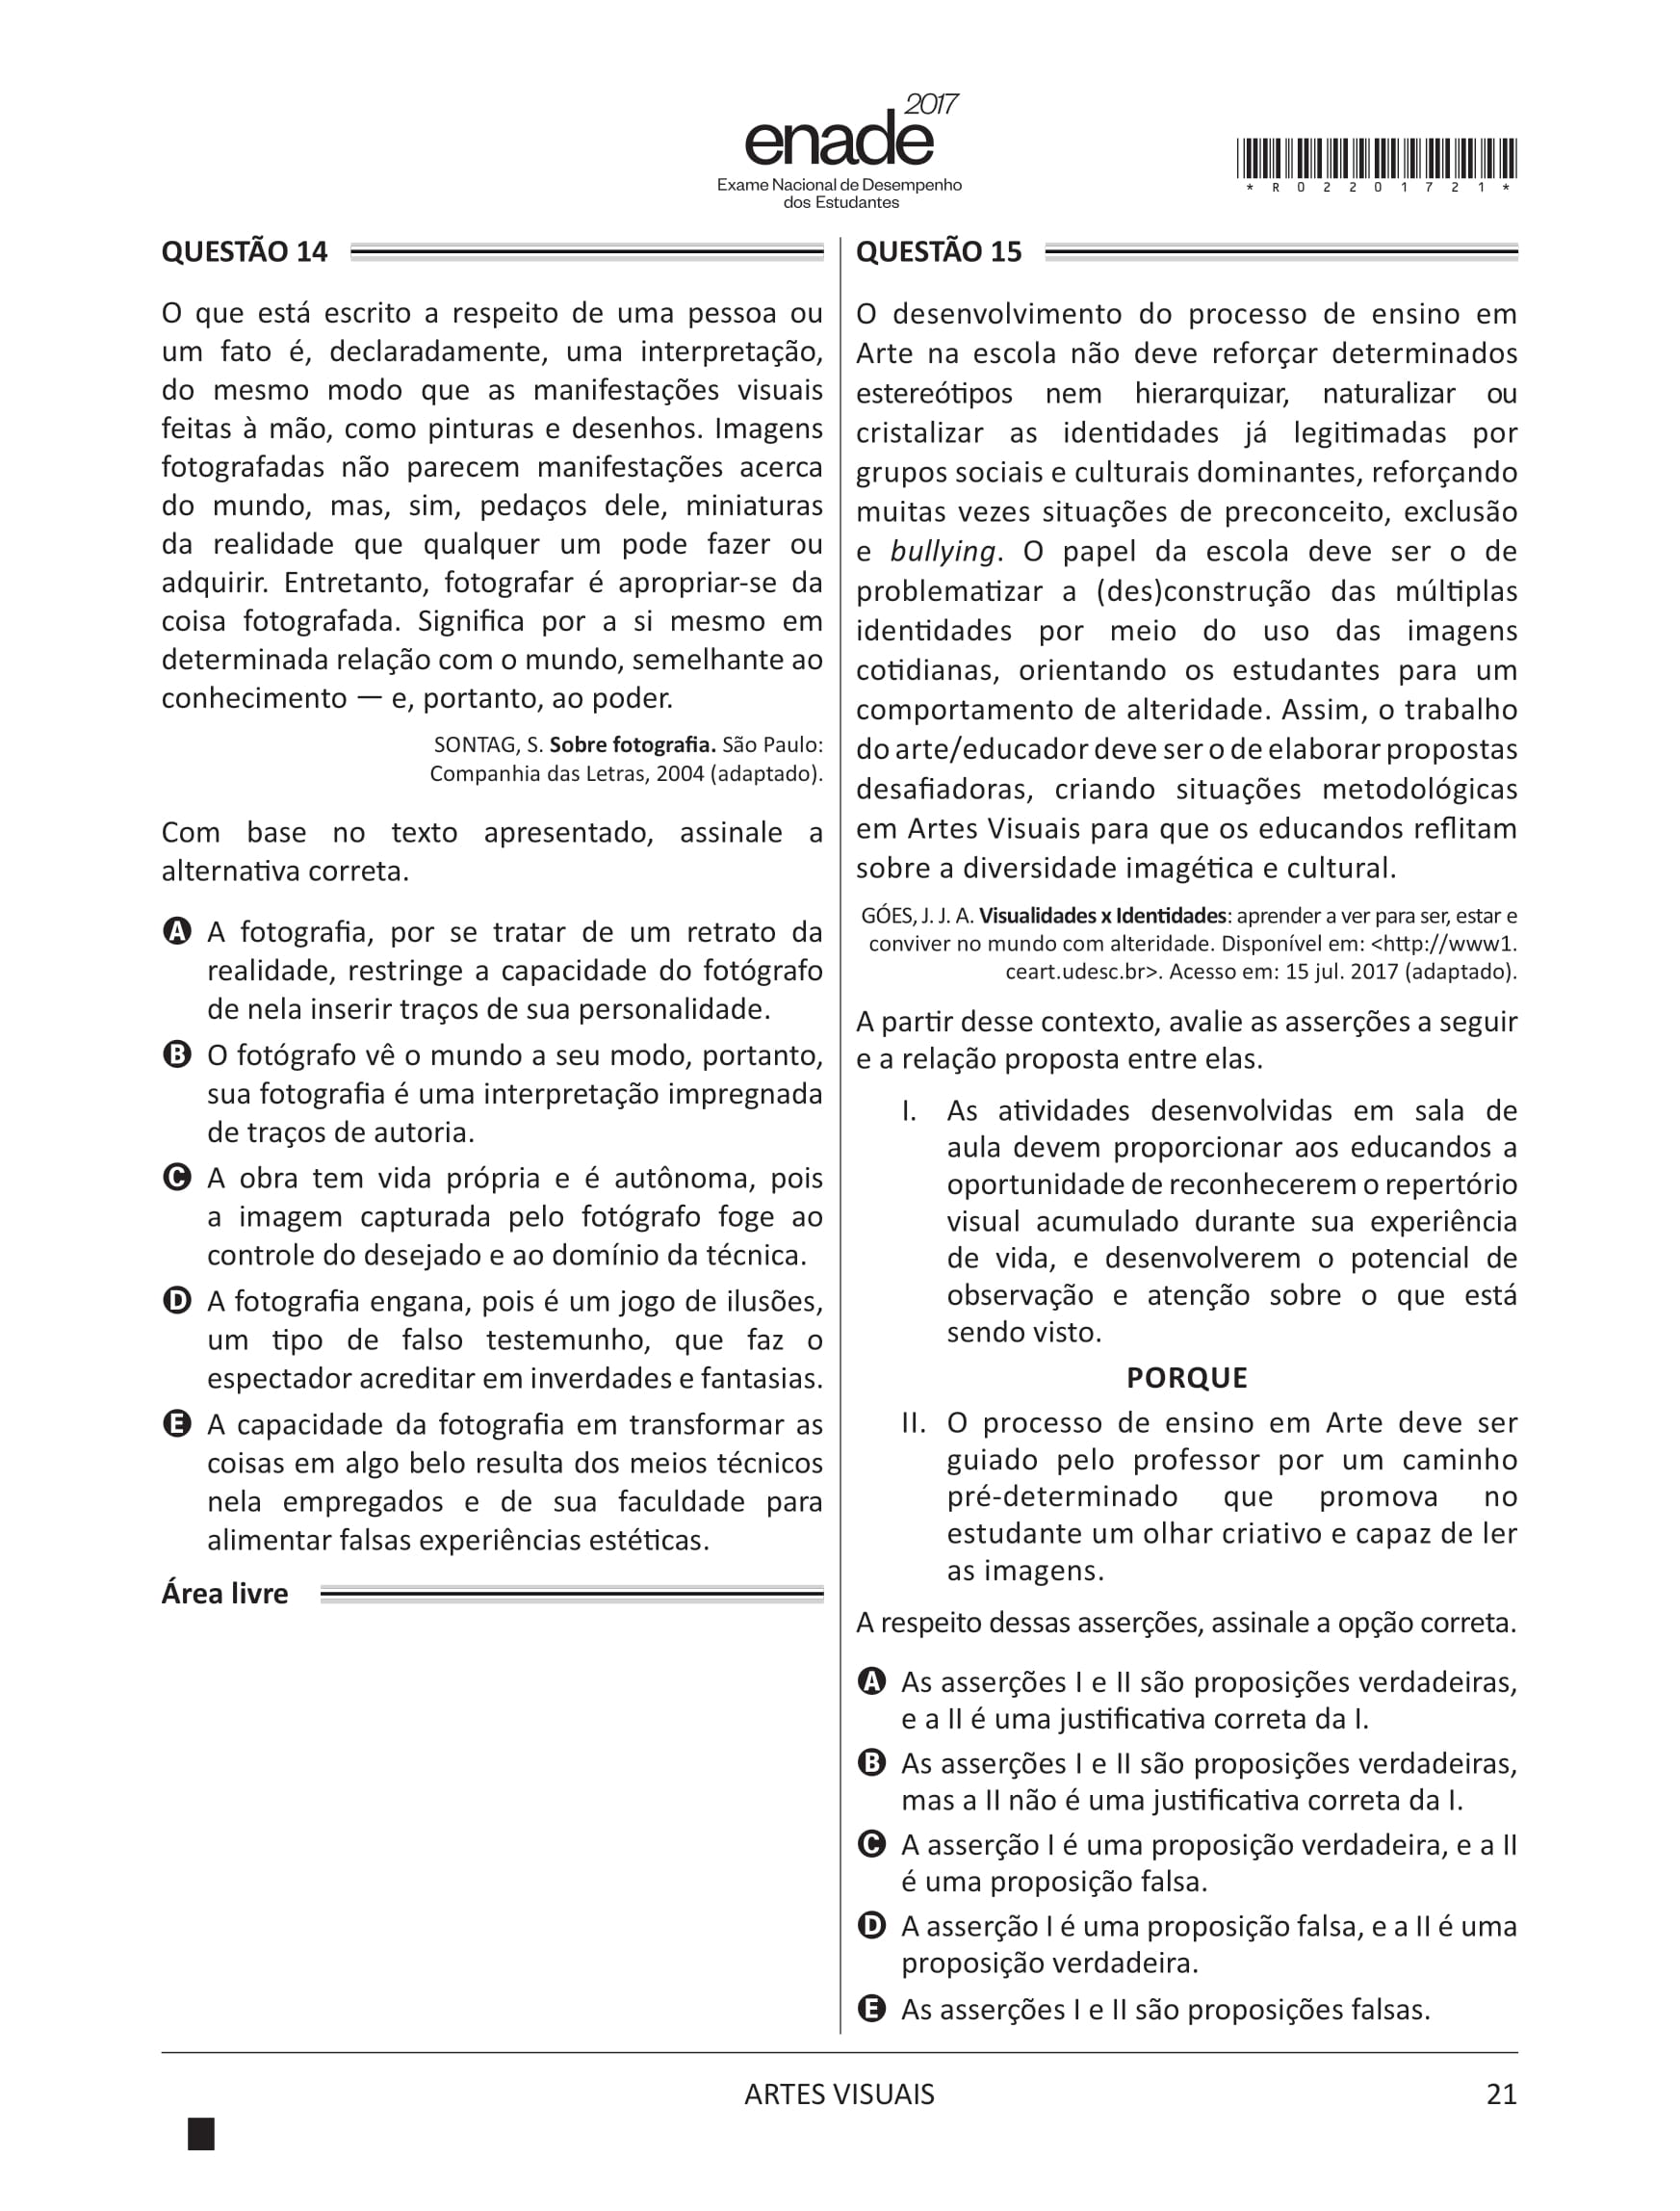 2017
enade
Exame Nacional de Desempenho
dos Estudantes
*R02201721*
QUESTÃO 14
O que está escrito a respeito de uma pessoa ou
um fato é, declaradamente, uma interpretação,
do mesmo modo que as manifestações visuais
feitas à mão, como pinturas e desenhos. Imagens
fotografadas não parecem manifestações acerca
do mundo, mas, sim, pedaços dele, miniaturas
da realidade que qualquer um pode fazer ou
adquirir. Entretanto, fotografar é apropriar-se da
coisa fotografada. Significa por a si mesmo em
determinada relação com o mundo, semelhante ao
conhecimento — e, portanto, ao poder.
SONTAG, S. Sobre fotografia. São Paulo:
Companhia das Letras, 2004 (adaptado).
Com base no texto apresentado, assinale a
alternativa correta.
A A fotografia, por se tratar de um retrato da
realidade, restringe a capacidade do fotógrafo
de nela inserir traços de sua personalidade.
B O fotógrafo vê o mundo a seu modo, portanto,
sua fotografia é uma interpretação impregnada
de traços de autoria.
C A obra tem vida própria e é autônoma, pois
a imagem capturada pelo fotógrafo foge ao
controle do desejado e ao domínio da técnica.
D A fotografia engana, pois é um jogo de ilusões,
um tipo de falso testemunho, que faz o
espectador acreditar em inverdades e fantasias.
E A capacidade da fotografia em transformar as
coisas em algo belo resulta dos meios técnicos
nela empregados e de sua faculdade para
alimentar falsas experiências estéticas.
Área livre
QUESTÃO 15
O desenvolvimento do processo de ensino em
Arte na escola não deve reforçar determinados
estereótipos nem hierarquizar, naturalizar ou
cristalizar as identidades já legitimadas por
grupos sociais e culturais dominantes, reforçando
muitas vezes situações de preconceito, exclusão
e bullying. O papel da escola deve ser o de
problematizar a (des)construção das múltiplas
identidades por meio do uso das imagens
cotidianas, orientando os estudantes para um
comportamento de alteridade. Assim, o trabalho
do arte/educador deve ser o de elaborar propostas
desafiadoras, criando situações metodológicas
em Artes Visuais para que os educandos reflitam
sobre a diversidade imagética e cultural.
GÓES, J. J. A. Visualidades x Identidades: aprender a ver para ser, estar e
conviver no mundo com alteridade. Disponível em: <http://www1.
ceart.udesc.br>. Acesso em: 15 jul. 2017 (adaptado).
A partir desse contexto, avalie as asserções a seguir
e a relação proposta entre elas.
I. As atividades desenvolvidas em sala de
aula devem proporcionar aos educandos a
oportunidade de reconhecerem o repertório
visual acumulado durante sua experiência
de vida, e desenvolverem o potencial de
observação e atenção sobre o que está
sendo visto.
PORQUE
II. O processo de ensino em Arte deve ser
guiado pelo professor por um caminho
pré-determinado que promova no
estudante um olhar criativo e capaz de ler
as imagens.
A respeito dessas asserções, assinale a opção correta.
A As asserções I e II são proposições verdadeiras,
e a II é uma justificativa correta da I.
B As asserções I e II são proposições verdadeiras,
mas a II não é uma justificativa correta da I.
C A asserção I é uma proposição verdadeira, e a II
é uma proposição falsa.
D A asserção I é uma proposição falsa, e a II é uma
proposição verdadeira.
E As asserções I e II são proposições falsas.
ARTES VISUAIS
21